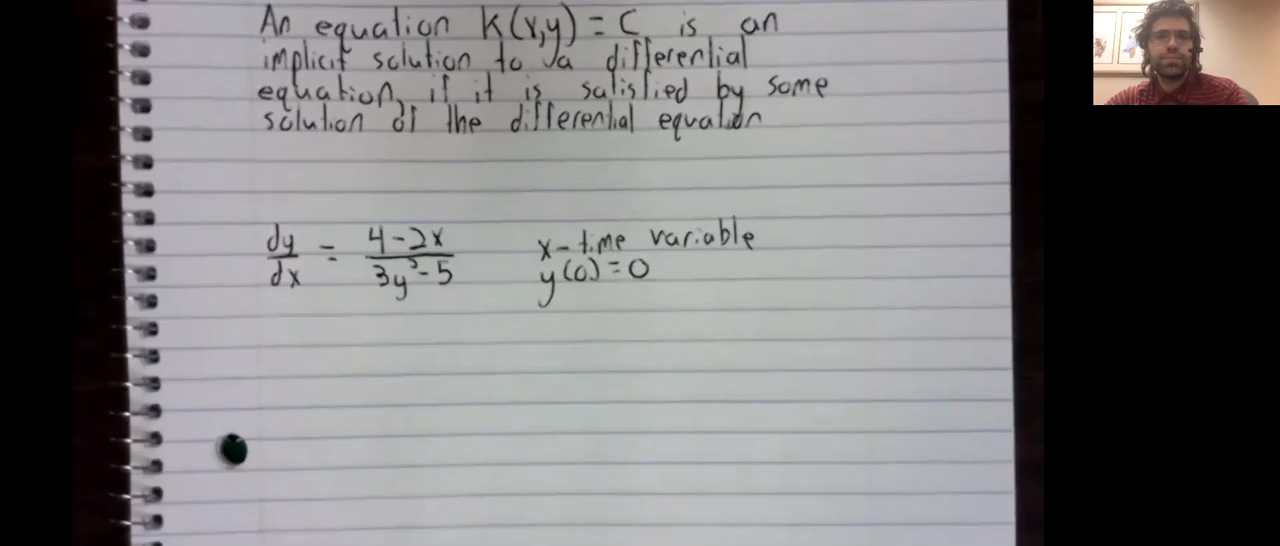 An equation K(x,y) = C is an
implicit solution to a differential
equation, if it is satisfied by some
solution of the differential equation
dy/dx = (4-2x)/(3y²-5)
x - time variable
y(0) = 0